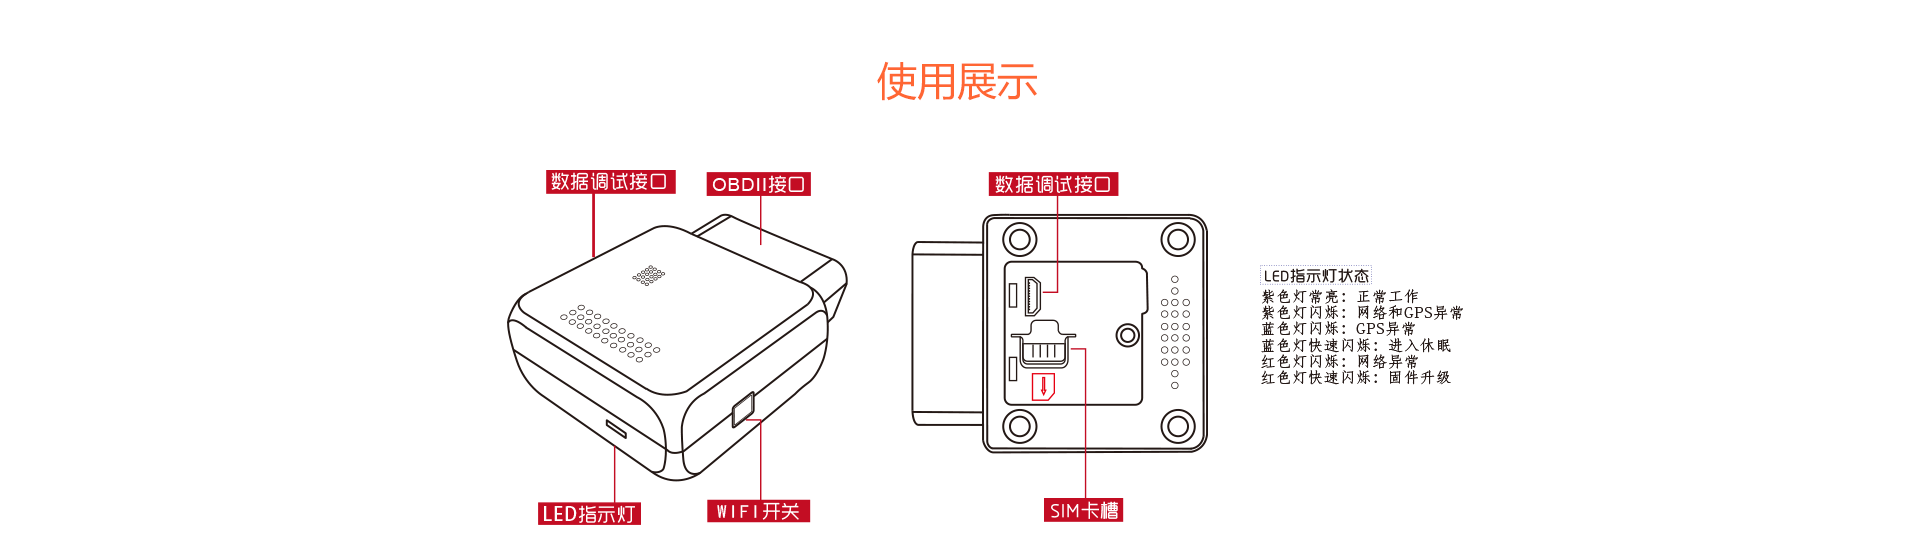 使用展示
数据调试接口
OBDII接口
LED指示灯
WIFI开关
数据调试接口
SIM卡槽
LED指示灯状态
紫色灯常亮：正常工作
紫色灯闪烁：网络和GPS异常
蓝色灯闪烁：GPS异常
蓝色灯快速闪烁：进入休眠
红色灯闪烁：网络异常
红色灯快速闪烁：固件升级